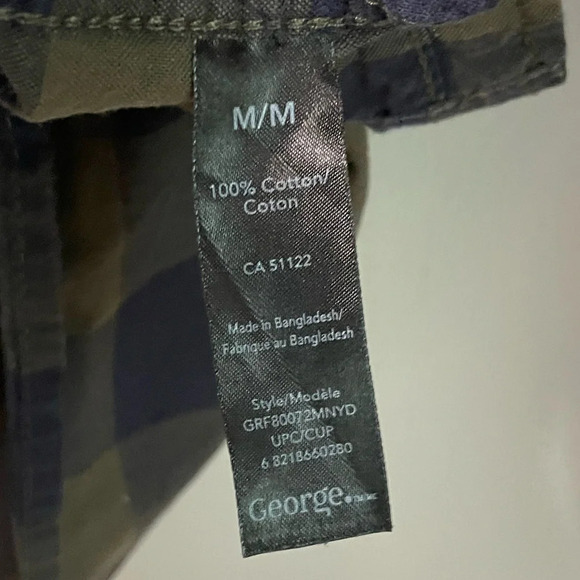 M/M
100% Cotton/
Coton
CA 51122
Made in Bangladesh/
Fabriqué au Bangladesh
Style/Modèle
GRF80072MNYD
UPC/CUP
6 8218660280
George